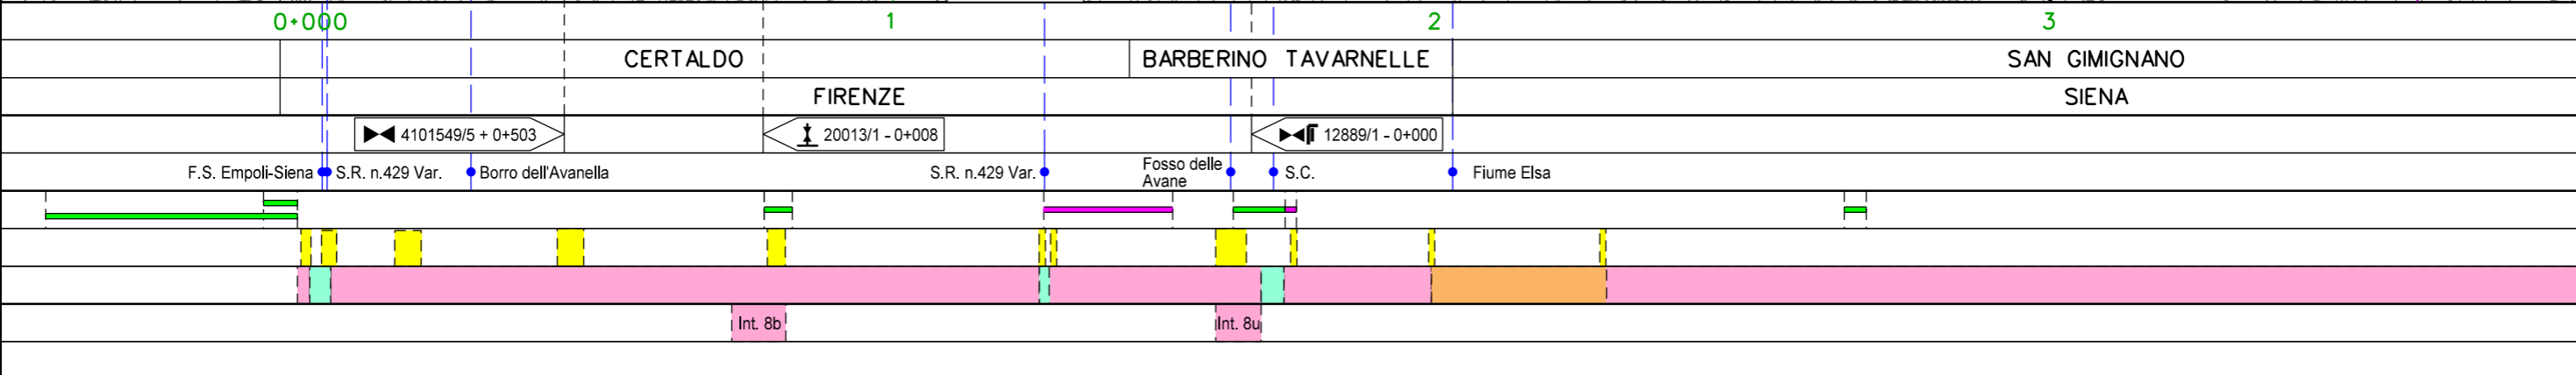 0+000 1 2 3
CERTALDO BARBERINO TAVARNELLE SAN GIMIGNANO
FIRENZE SIENA
4101549/5 + 0+503 20013/1 - 0+008 12889/1 - 0+000
F.S. Empoli-Siena S.R. n.429 Var. Borro dell'Avanella S.R. n.429 Var. Fosso delle
Avane S.C. Fiume Elsa
Int. 8b Int. 8u